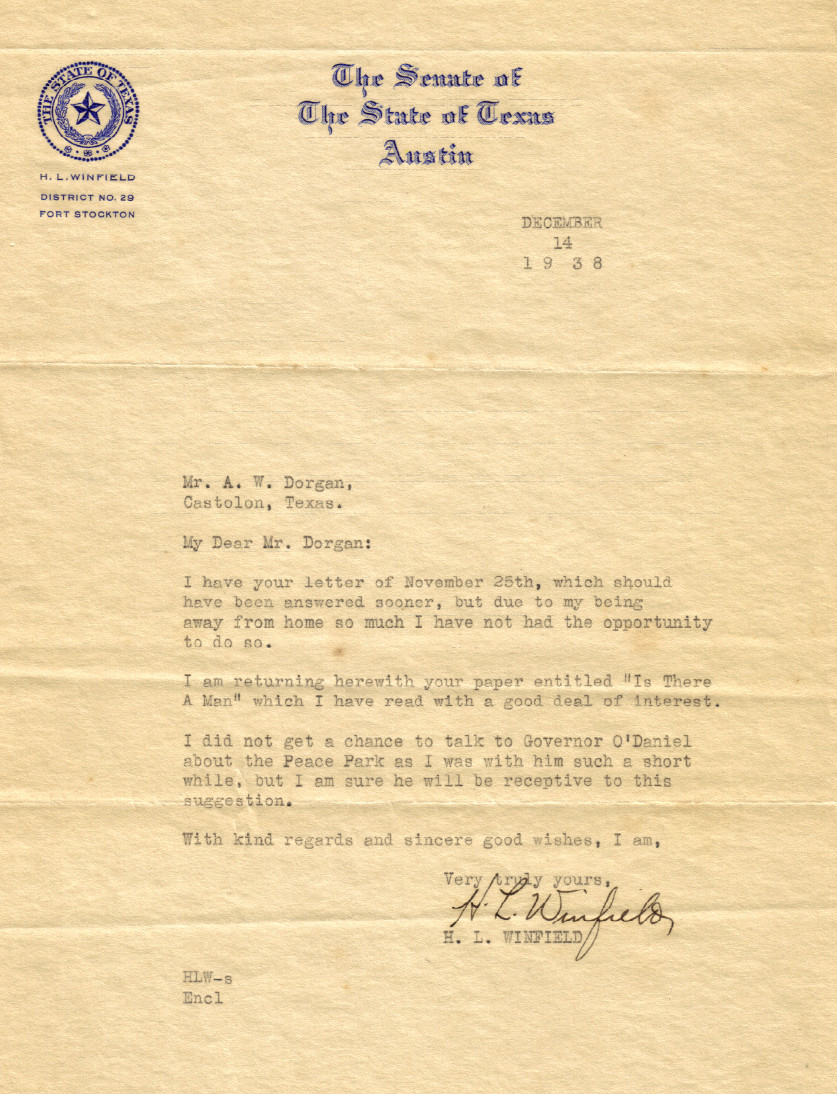 THE STATE OF TEXAS
H. L. WINFIELD
DISTRICT NO. 29
FORT STOCKTON
The Senate of
The State of Texas
Austin
DECEMBER
14
1 9 3 8
Mr. A. W. Dorgan,
Castolon, Texas.
My Dear Mr. Dorgan:
I have your letter of November 25th, which should
have been answered sooner, but due to my being
away from home so much I have not had the opportunity
to do so.
I am returning herewith your paper entitled "Is There
A Man" which I have read with a good deal of interest.
I did not get a chance to talk to Governor O'Daniel
about the Peace Park as I was with him such a short
while, but I am sure he will be receptive to this
suggestion.
With kind regards and sincere good wishes, I am,
Very truly yours,
H. L. Winfield
H. L. WINFIELD
HLW-s
Encl